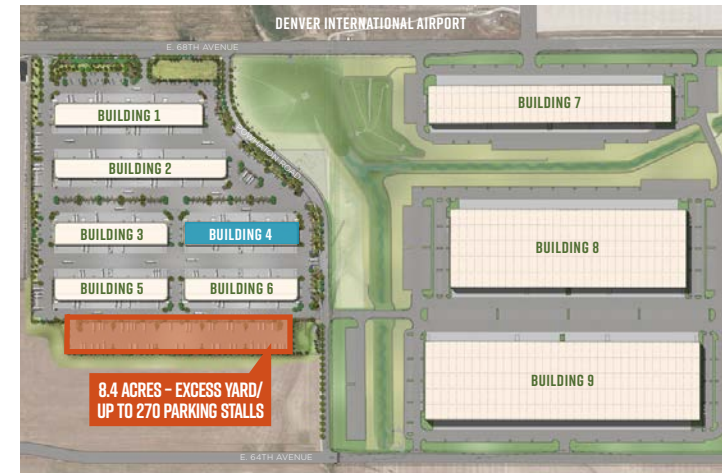 DENVER INTERNATIONAL AIRPORT
E. 68TH AVENUE
BUILDING 1
BUILDING 2
BUILDING 3
BUILDING 4
BUILDING 5
BUILDING 6
BUILDING 7
BUILDING 8
BUILDING 9
8.4 ACRES – EXCESS YARD/
UP TO 270 PARKING STALLS
E. 64TH AVENUE